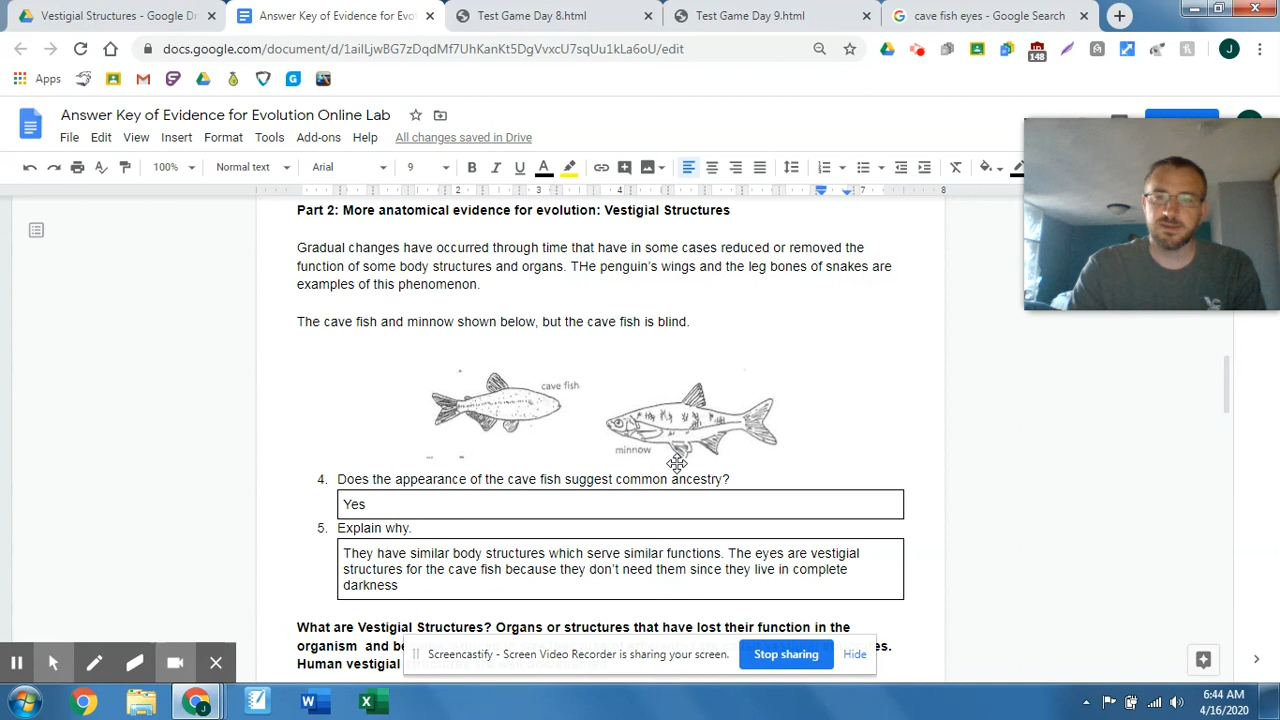 Vestigial Structures - Google D
Answer Key of Evidence for Evo
Test Game Day 8.html
Test Game Day 9.html
cave fish eyes - Google Search
docs.google.com/document/d/1ailjwBG7zDqdMf7UhKanKt5DgVvxcU7sqUu1kLa6oU/edit
148
J
Apps
Answer Key of Evidence for Evolution Online Lab
File Edit View Insert Format Tools Add-ons Help All changes saved in Drive
100% Normal text Arial 9 B I U A
2 3 4 7 8
Part 2: More anatomical evidence for evolution: Vestigial Structures
Gradual changes have occurred through time that have in some cases reduced or removed the
function of some body structures and organs. THe penguin's wings and the leg bones of snakes are
examples of this phenomenon.
The cave fish and minnow shown below, but the cave fish is blind.
cave fish
minnow
4. Does the appearance of the cave fish suggest common ancestry?
Yes
5. Explain why.
They have similar body structures which serve similar functions. The eyes are vestigial
structures for the cave fish because they don't need them since they live in complete
darkness
What are Vestigial Structures? Organs or structures that have lost their function in the
organism and be
es.
Human vestigial
Screencastify - Screen Video Recorder is sharing your screen.
Stop sharing
Hide
6:44 AM
4/16/2020